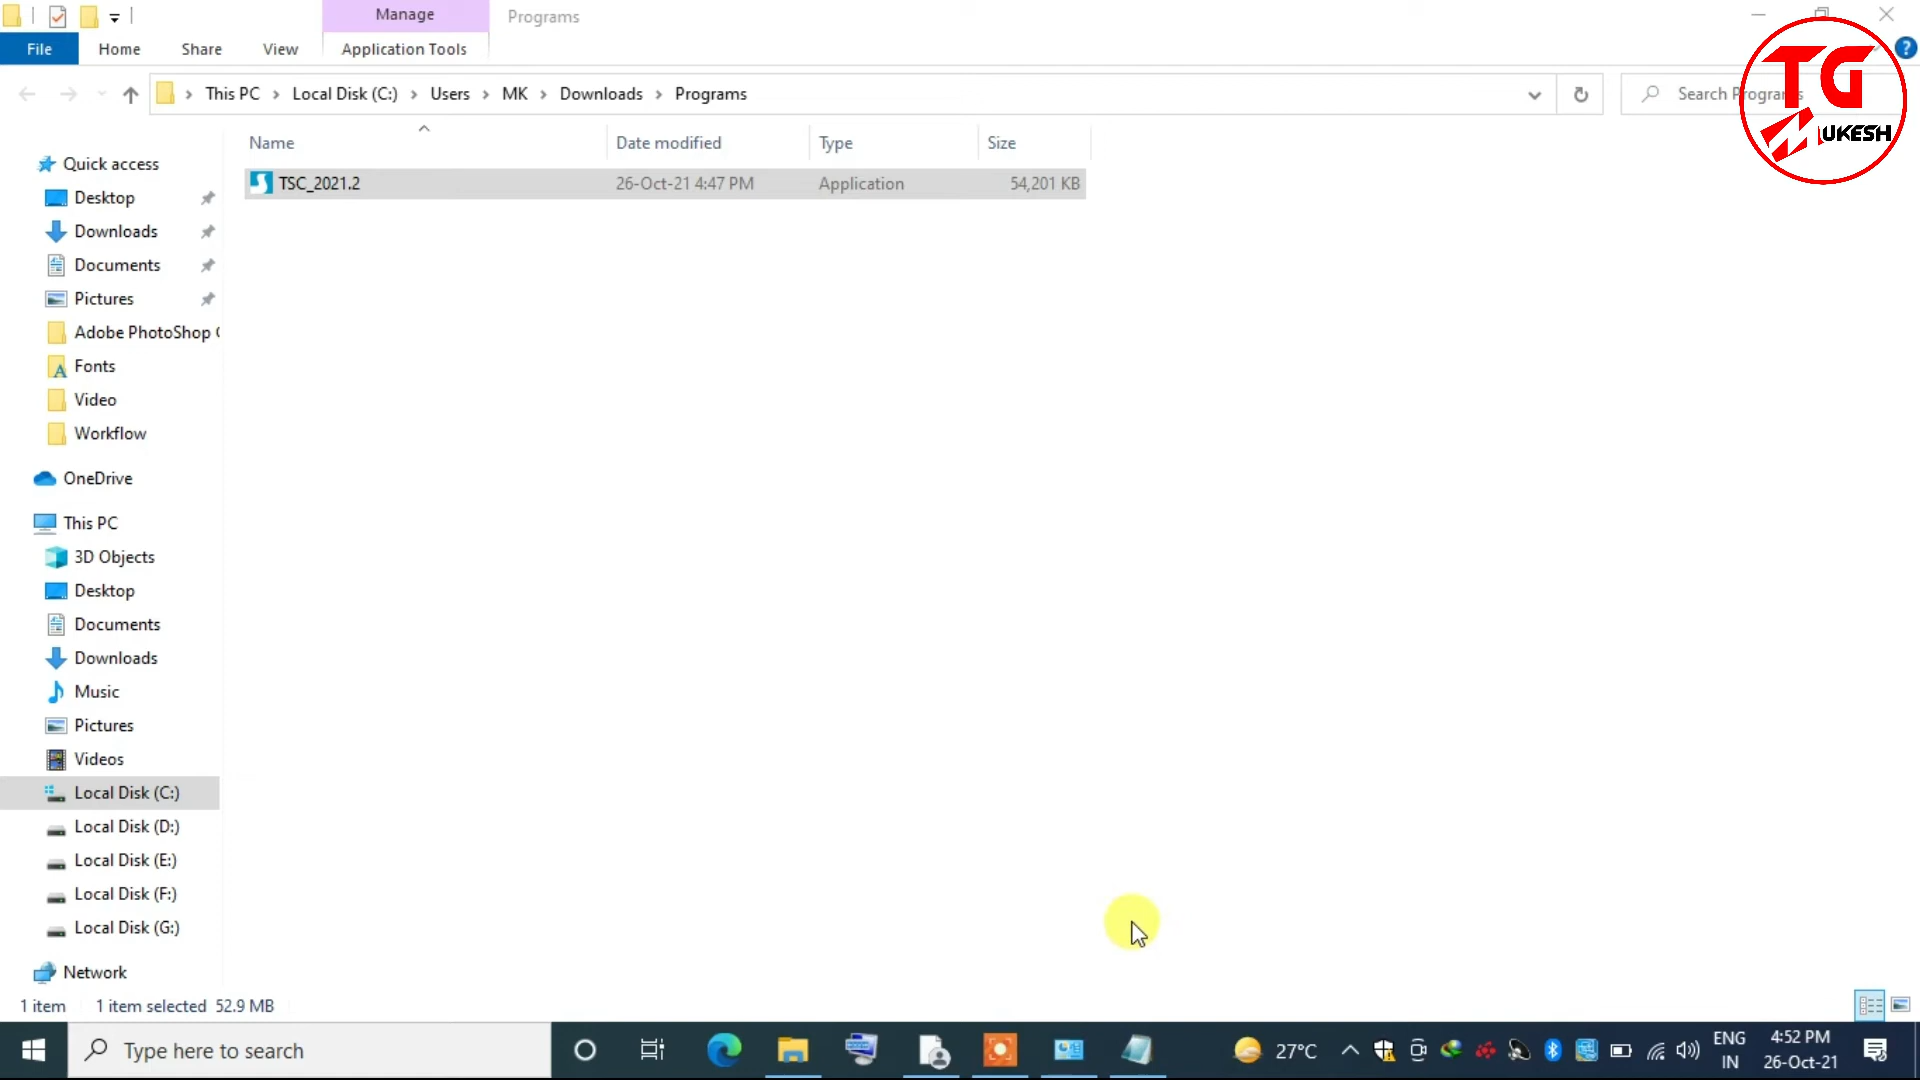 Manage
Programs
File
Home
Share
View
Application Tools
This PC
Local Disk (C:)
Users
MK
Downloads
Programs
Search Programs
TG
MUKESH
Name
Date modified
Type
Size
TSC_2021.2
26-Oct-21 4:47 PM
Application
54,201 KB
Quick access
Desktop
Downloads
Documents
Pictures
Adobe PhotoShop
Fonts
Video
Workflow
OneDrive
This PC
3D Objects
Desktop
Documents
Downloads
Music
Pictures
Videos
Local Disk (C:)
Local Disk (D:)
Local Disk (E:)
Local Disk (F:)
Local Disk (G:)
Network
1 item
1 item selected 52.9 MB
Type here to search
27°C
ENG
IN
4:52 PM
26-Oct-21